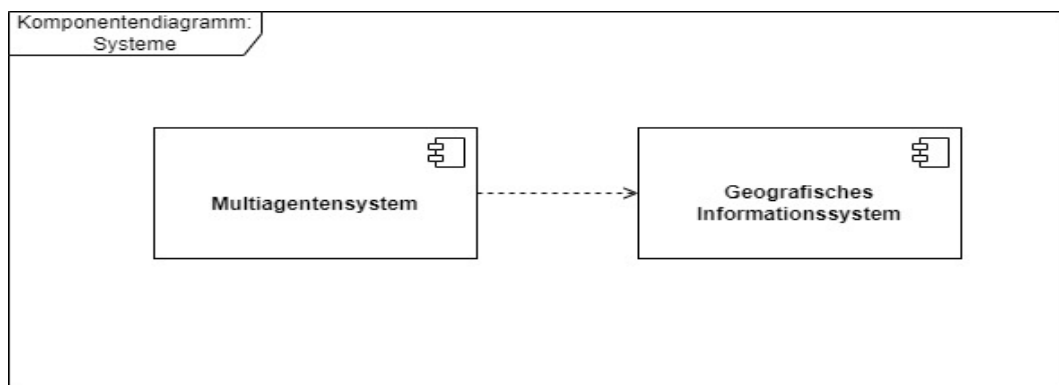 Komponentendiagramm:
Systeme
Multiagentensystem
Geografisches
Informationssystem